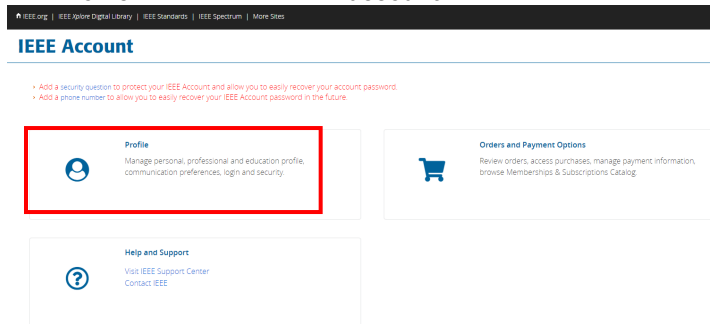 IEEE.org | IEEE Xplore Digital Library | IEEE Standards | IEEE Spectrum | More Sites
IEEE Account
Add a security question to protect your IEEE Account and allow you to easily recover your account password.
Add a phone number to allow you to easily recover your IEEE Account password in the future.
Profile
Manage personal, professional and education profile,
communication preferences, login and security.
Orders and Payment Options
Review orders, access purchases, manage payment information,
browse Memberships & Subscriptions Catalog.
Help and Support
Visit IEEE Support Center
Contact IEEE